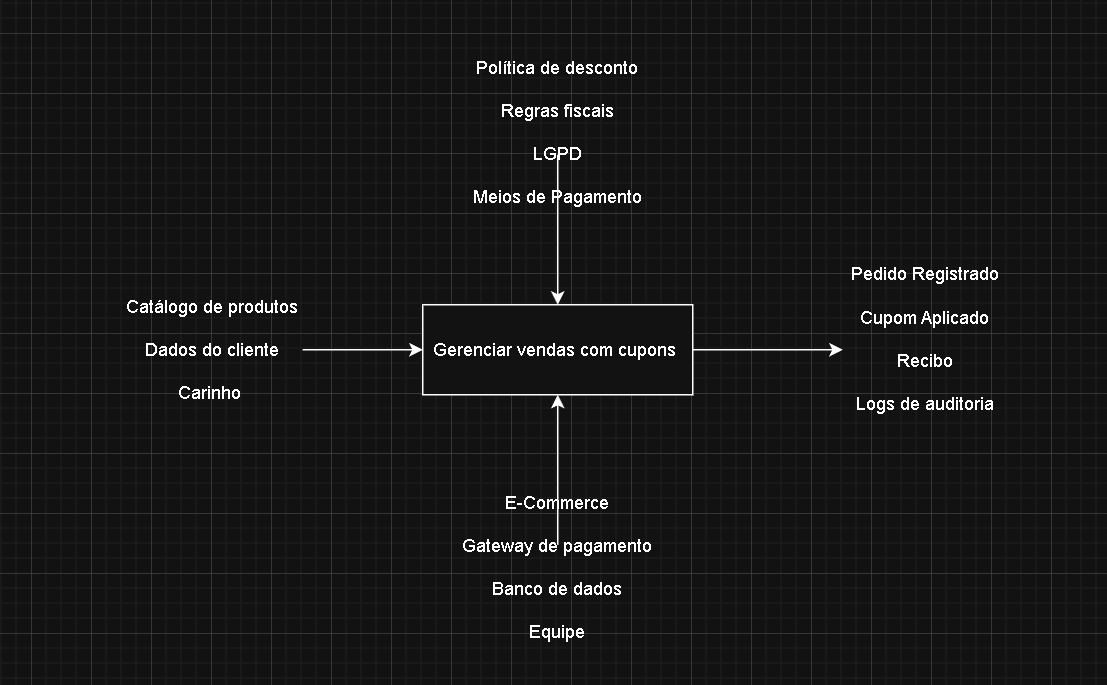 Política de desconto
Regras fiscais
LGPD
Meios de Pagamento
Catálogo de produtos
Dados do cliente
Carinho
Gerenciar vendas com cupons
Pedido Registrado
Cupom Aplicado
Recibo
Logs de auditoria
E-Commerce
Gateway de pagamento
Banco de dados
Equipe